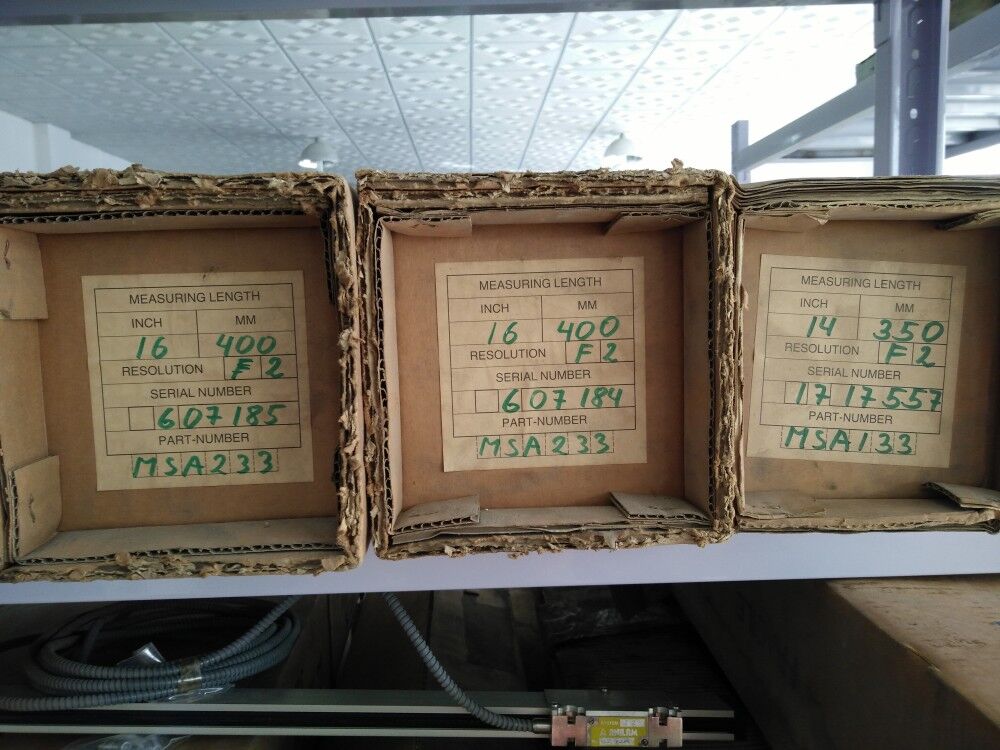 MEASURING LENGTH
INCH MM
16 400
RESOLUTION F 2
SERIAL NUMBER
607185
PART-NUMBER
MSA233
MEASURING LENGTH
INCH MM
16 400
RESOLUTION F 2
SERIAL NUMBER
607184
PART-NUMBER
MSA233
MEASURING LENGTH
INCH MM
14 350
RESOLUTION F 2
SERIAL NUMBER
1717557
PART-NUMBER
MSA133
ANILAM